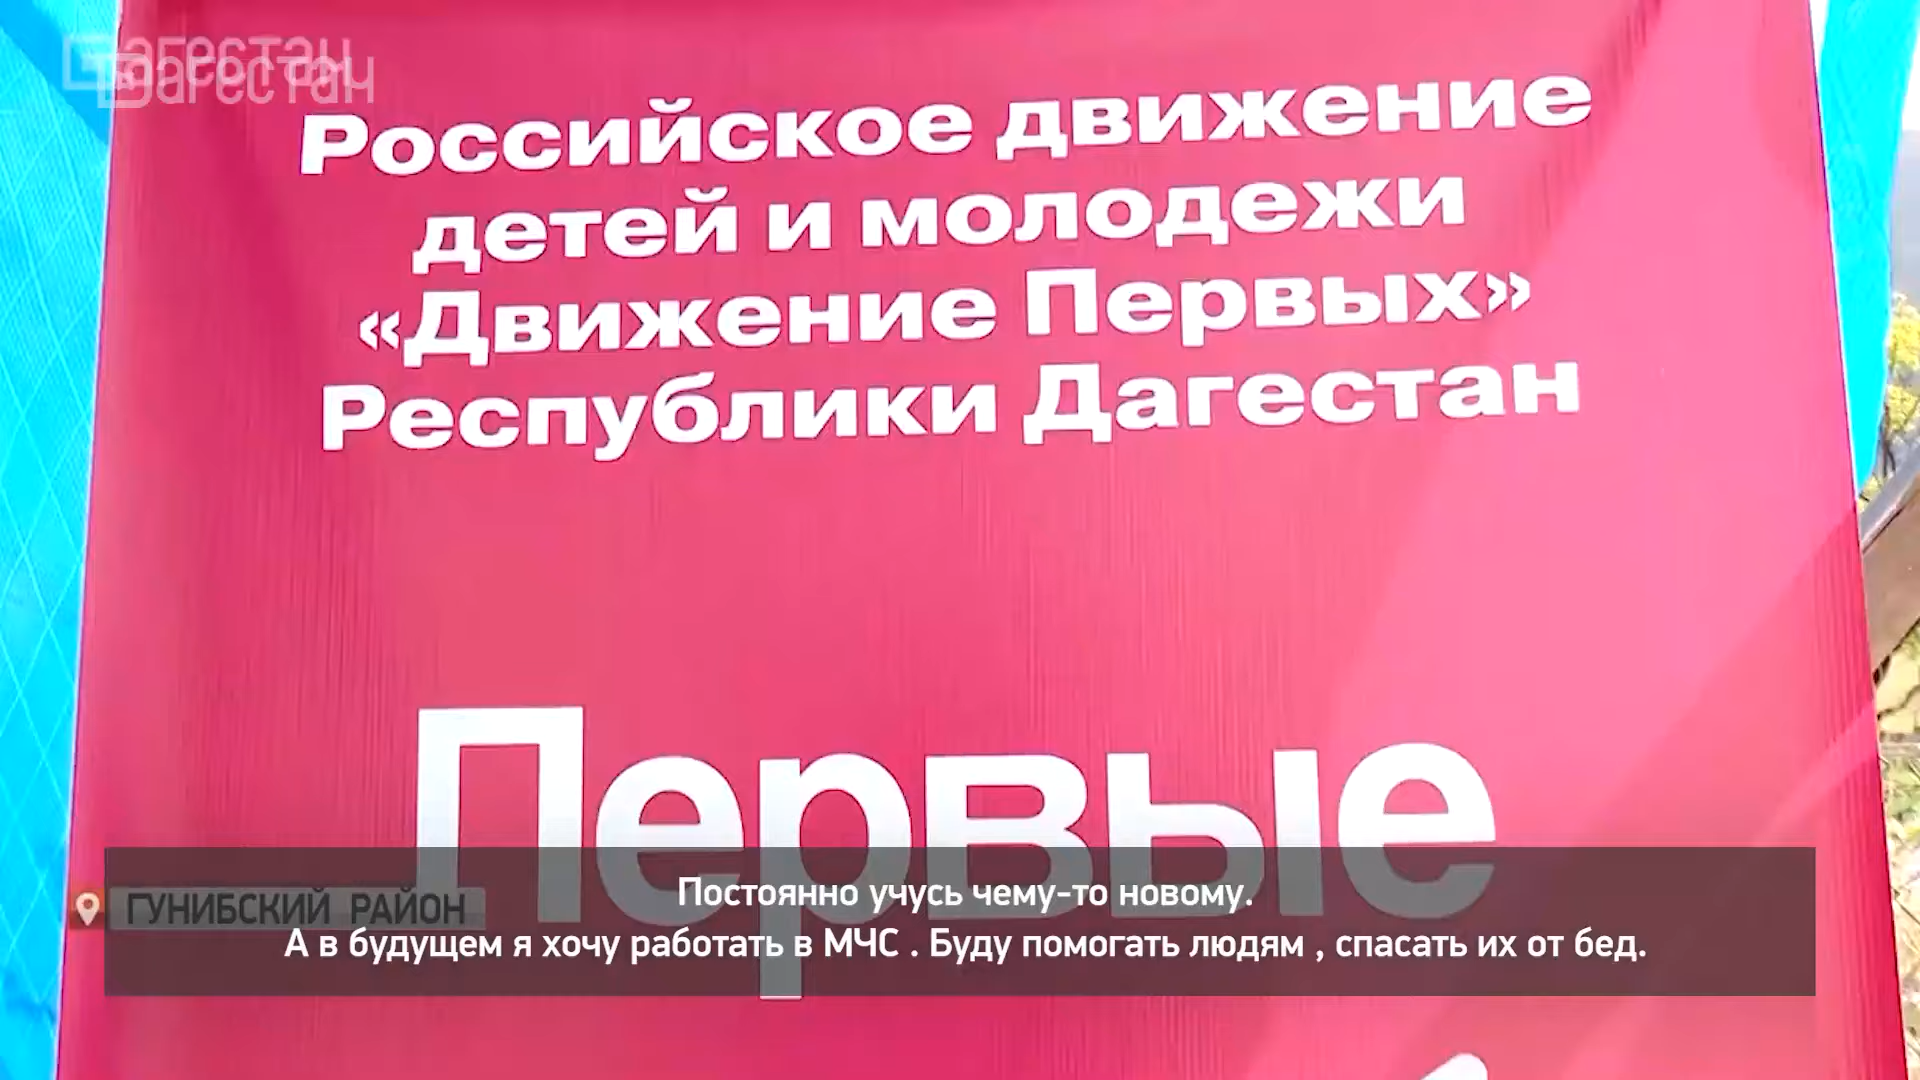 Дагестан
Дагестан
Российское движение
детей и молодежи
«Движение Первых»
Республики Дагестан
Первые
ГУНИБСКИЙ РАЙОН
Постоянно учусь чему-то новому.
А в будущем я хочу работать в МЧС . Буду помогать людям , спасать их от бед.